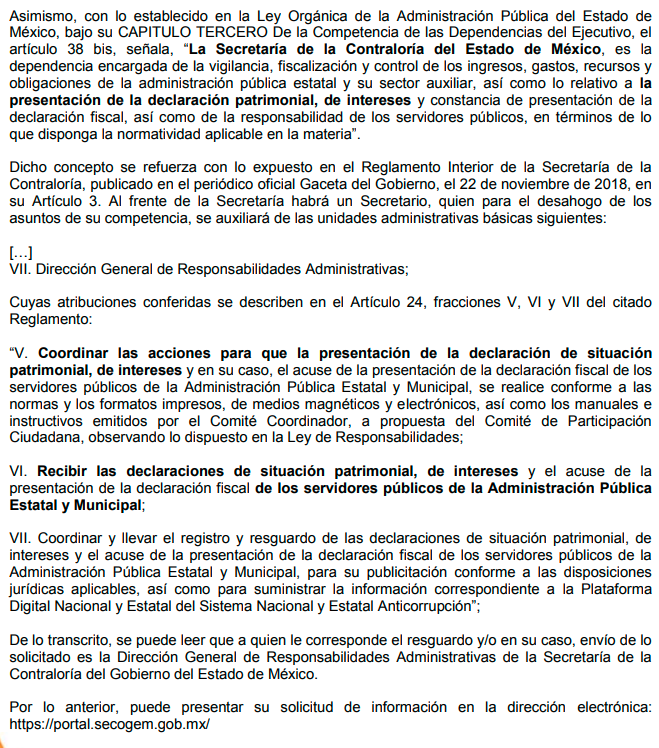 Asimismo, con lo establecido en la Ley Orgánica de la Administración Pública del Estado de
México, bajo su CAPITULO TERCERO De la Competencia de las Dependencias del Ejecutivo, el
artículo 38 bis, señala, “La Secretaría de la Contraloría del Estado de México, es la
dependencia encargada de la vigilancia, fiscalización y control de los ingresos, gastos, recursos y
obligaciones de la administración pública estatal y su sector auxiliar, así como lo relativo a la
presentación de la declaración patrimonial, de intereses y constancia de presentación de la
declaración fiscal, así como de la responsabilidad de los servidores públicos, en términos de lo
que disponga la normatividad aplicable en la materia”.
Dicho concepto se refuerza con lo expuesto en el Reglamento Interior de la Secretaría de la
Contraloría, publicado en el periódico oficial Gaceta del Gobierno, el 22 de noviembre de 2018, en
su Artículo 3. Al frente de la Secretaría habrá un Secretario, quien para el desahogo de los
asuntos de su competencia, se auxiliará de las unidades administrativas básicas siguientes:
[…]
VII. Dirección General de Responsabilidades Administrativas;
Cuyas atribuciones conferidas se describen en el Artículo 24, fracciones V, VI y VII del citado
Reglamento:
“V. Coordinar las acciones para que la presentación de la declaración de situación
patrimonial, de intereses y en su caso, el acuse de la presentación de la declaración fiscal de los
servidores públicos de la Administración Pública Estatal y Municipal, se realice conforme a las
normas y los formatos impresos, de medios magnéticos y electrónicos, así como los manuales e
instructivos emitidos por el Comité Coordinador, a propuesta del Comité de Participación
Ciudadana, observando lo dispuesto en la Ley de Responsabilidades;
VI. Recibir las declaraciones de situación patrimonial, de intereses y el acuse de la
presentación de la declaración fiscal de los servidores públicos de la Administración Pública
Estatal y Municipal;
VII. Coordinar y llevar el registro y resguardo de las declaraciones de situación patrimonial, de
intereses y el acuse de la presentación de la declaración fiscal de los servidores públicos de la
Administración Pública Estatal y Municipal, para su publicitación conforme a las disposiciones
jurídicas aplicables, así como para suministrar la información correspondiente a la Plataforma
Digital Nacional y Estatal del Sistema Nacional y Estatal Anticorrupción”;
De lo transcrito, se puede leer que a quien le corresponde el resguardo y/o en su caso, envío de lo
solicitado es la Dirección General de Responsabilidades Administrativas de la Secretaría de la
Contraloría del Gobierno del Estado de México.
Por lo anterior, puede presentar su solicitud de información en la dirección electrónica:
https://portal.secogem.gob.mx/